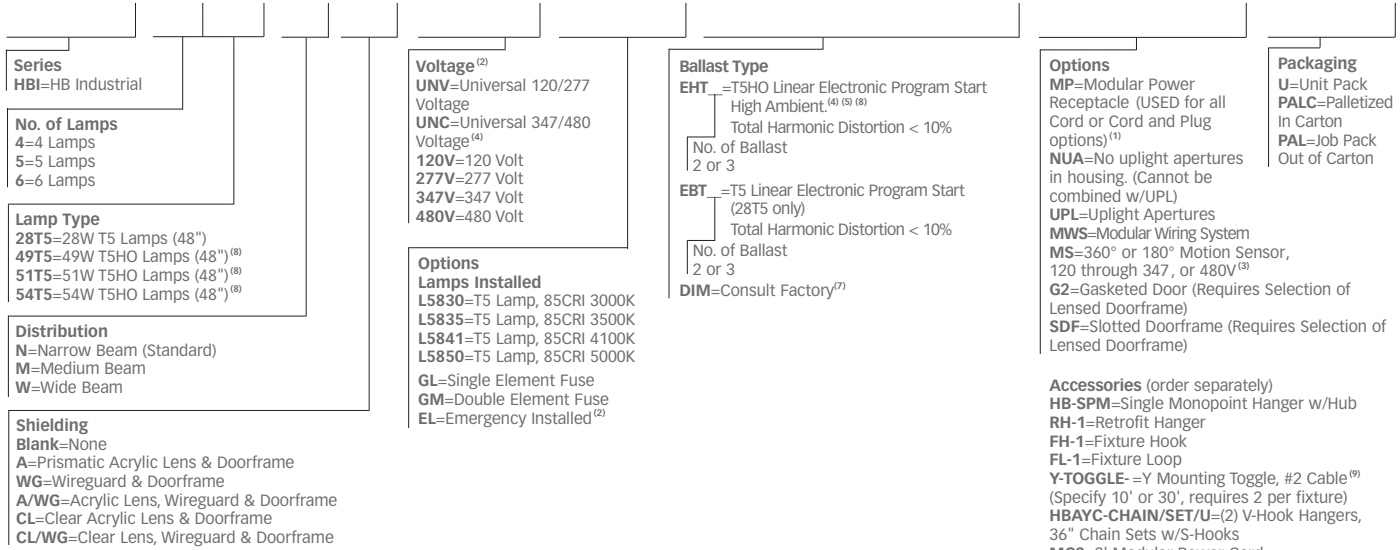 Series
HBI=HB Industrial
No. of Lamps
4=4 Lamps
5=5 Lamps
6=6 Lamps
Lamp Type
28T5=28W T5 Lamps (48")
49T5=49W T5HO Lamps (48")(8)
51T5=51W T5HO Lamps (48")(8)
54T5=54W T5HO Lamps (48")(8)
Distribution
N=Narrow Beam (Standard)
M=Medium Beam
W=Wide Beam
Shielding
Blank=None
A=Prismatic Acrylic Lens & Doorframe
WG=Wireguard & Doorframe
A/WG=Acrylic Lens, Wireguard & Doorframe
CL=Clear Acrylic Lens & Doorframe
CL/WG=Clear Lens, Wireguard & Doorframe
Voltage(2)
UNV=Universal 120/277
Voltage
UNC=Universal 347/480
Voltage(4)
120V=120 Volt
277V=277 Volt
347V=347 Volt
480V=480 Volt
Options
Lamps Installed
L5830=T5 Lamp, 85CRI 3000K
L5835=T5 Lamp, 85CRI 3500K
L5841=T5 Lamp, 85CRI 4100K
L5850=T5 Lamp, 85CRI 5000K
GL=Single Element Fuse
GM=Double Element Fuse
EL=Emergency Installed(2)
Ballast Type
EHT__=T5HO Linear Electronic Program Start
High Ambient.(4) (5) (8)
Total Harmonic Distortion < 10%
No. of Ballast
2 or 3
EBT__=T5 Linear Electronic Program Start
(28T5 only)
Total Harmonic Distortion < 10%
No. of Ballast
2 or 3
DIM=Consult Factory(7)
Options
MP=Modular Power
Receptacle (USED for all
Cord or Cord and Plug
options)(1)
NUA=No uplight apertures
in housing. (Cannot be
combined w/UPL)
UPL=Uplight Apertures
MWS=Modular Wiring System
MS=360° or 180° Motion Sensor,
120 through 347, or 480V(3)
G2=Gasketed Door (Requires Selection of
Lensed Doorframe)
SDF=Slotted Doorframe (Requires Selection of
Lensed Doorframe)
Accessories (order separately)
HB-SPM=Single Monopoint Hanger w/Hub
RH-1=Retrofit Hanger
FH-1=Fixture Hook
FL-1=Fixture Loop
Y-TOGGLE- =Y Mounting Toggle, #2 Cable(9)
(Specify 10' or 30', requires 2 per fixture)
HBAYC-CHAIN/SET/U=(2) V-Hook Hangers,
36" Chain Sets w/S-Hooks
Packaging
U=Unit Pack
PALC=Palletized
In Carton
PAL=Job Pack
Out of Carton